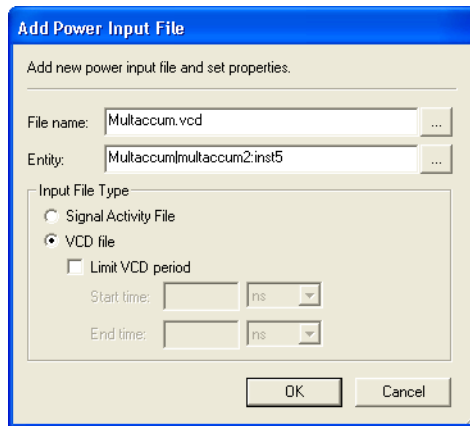 Add Power Input File
Add new power input file and set properties.
File name: Multaccum.vcd ...
Entity: Multaccum|multaccum2:inst5 ...
Input File Type
Signal Activity File
VCD file
Limit VCD period
Start time: ns
End time: ns
OK Cancel